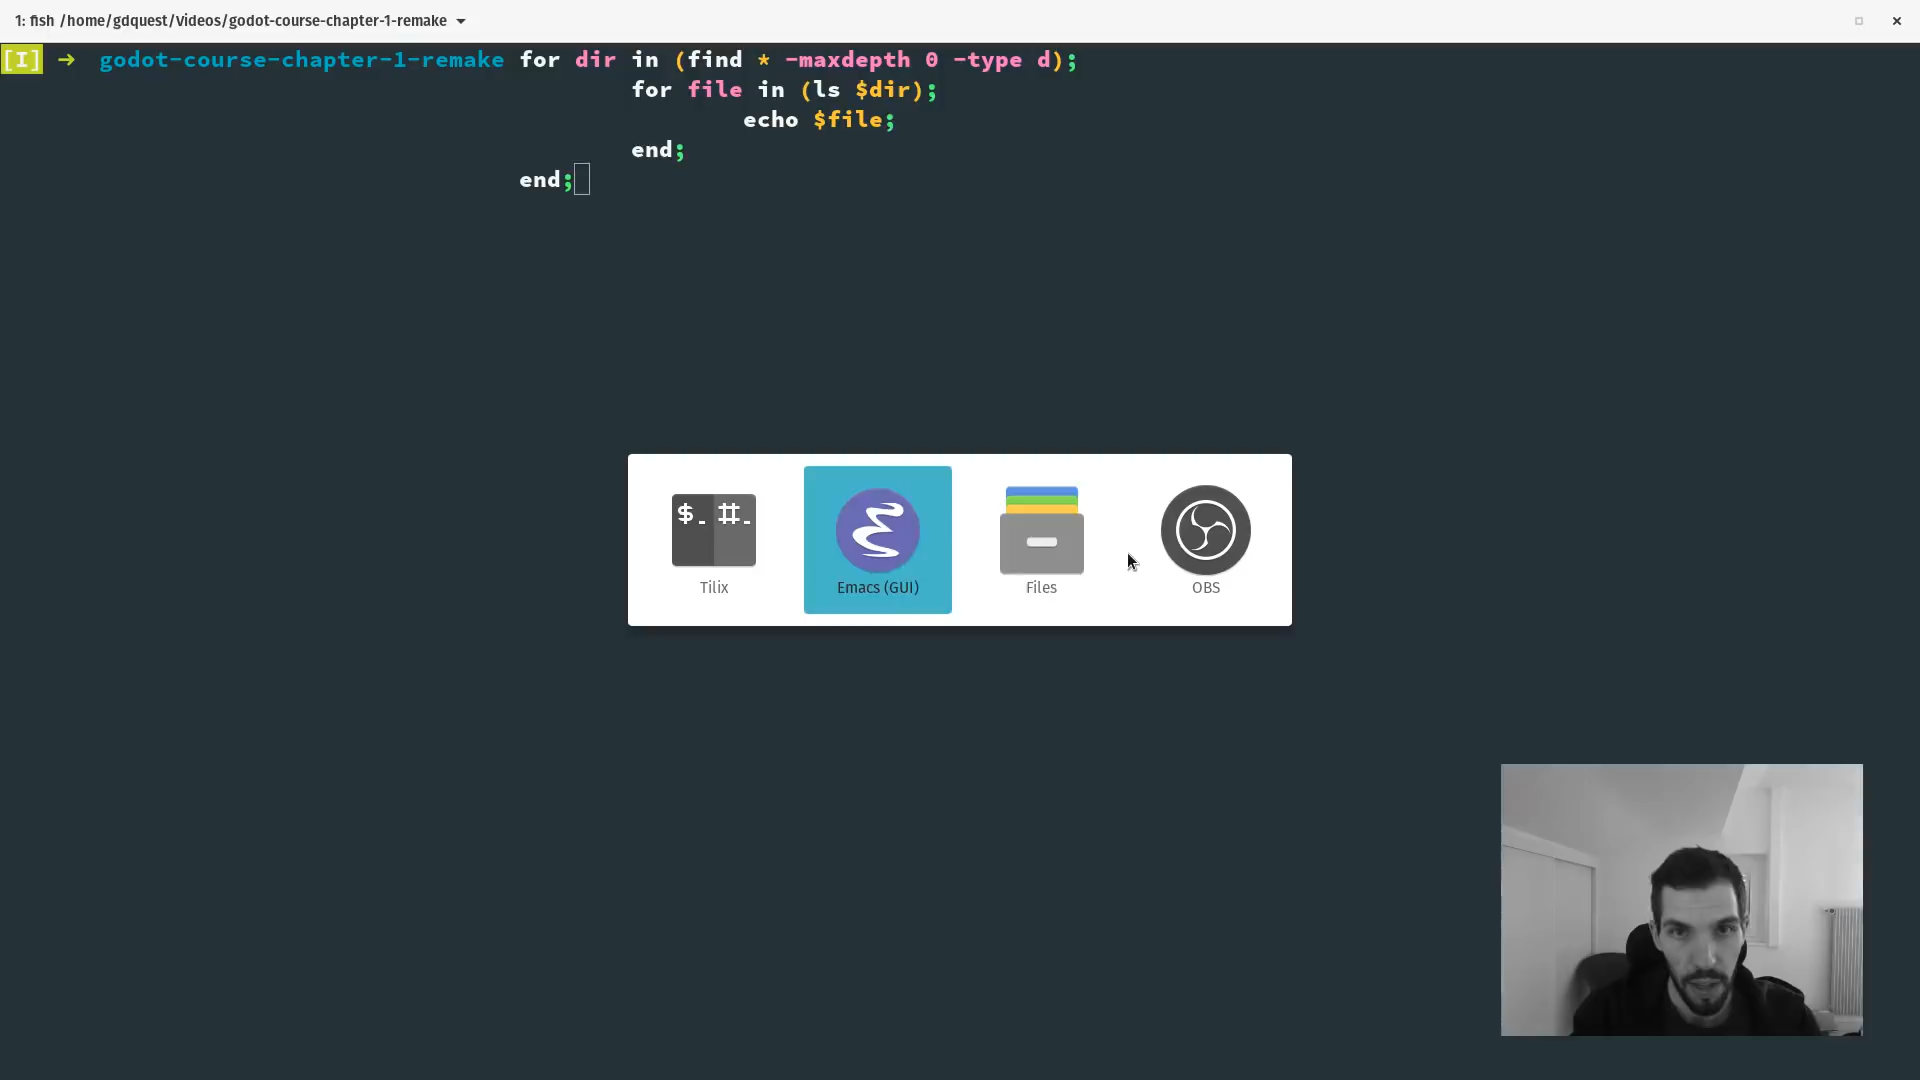 1: fish /home/gdquest/Videos/godot-course-chapter-1-remake
[I] → godot-course-chapter-1-remake for dir in (find * -maxdepth 0 -type d);
for file in (ls $dir);
echo $file;
end;
end;
$_ #_
Tilix
Emacs (GUI)
Files
OBS